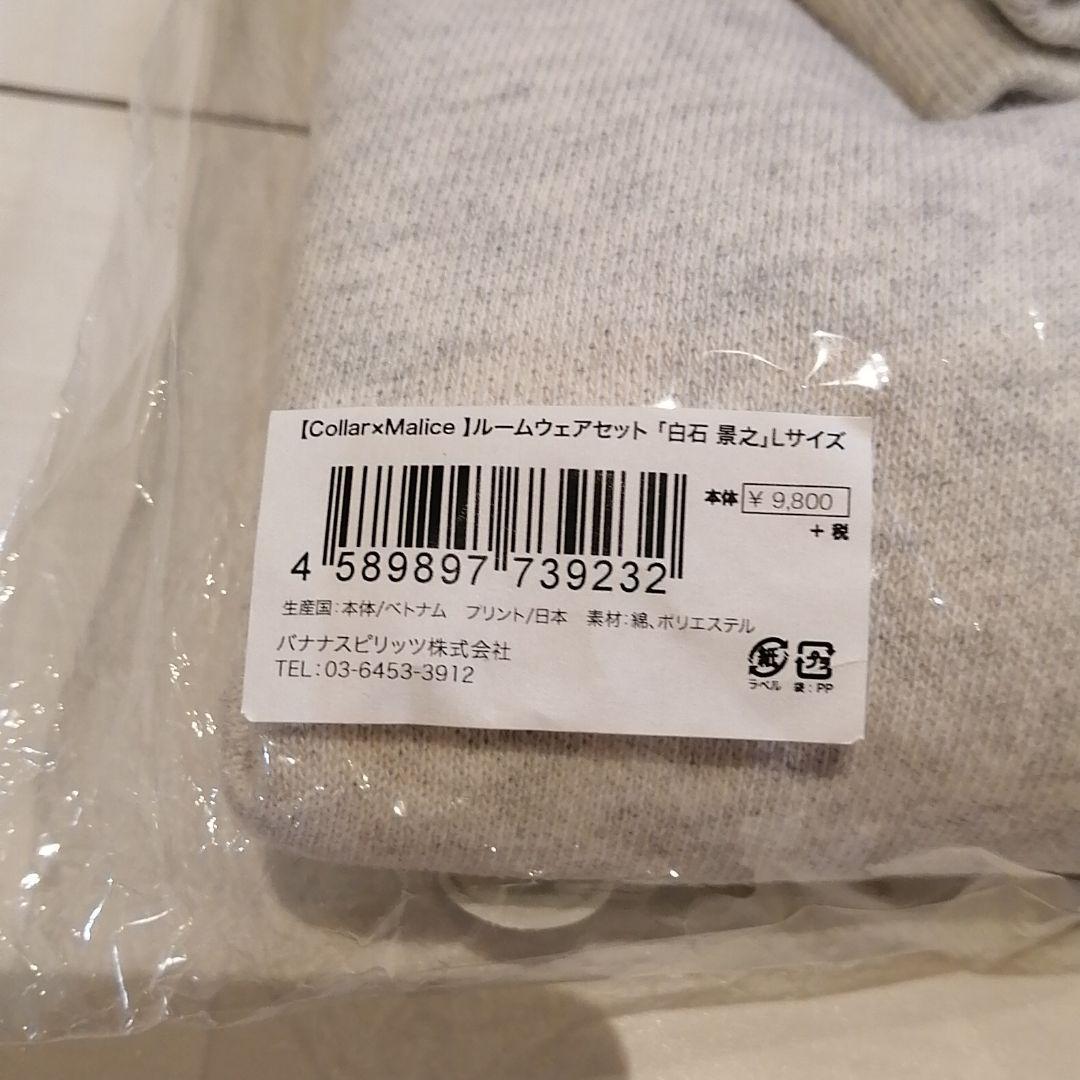 【Collar×Malice】ルームウェアセット「白石 景之」Lサイズ
本体 ¥ 9,800
+ 税
4 589897 739232
生産国:本体/ベトナム プリント/日本 素材:綿、ポリエステル
バナナスピリッツ株式会社
TEL:03-6453-3912
紙 プラ
ラベル 袋:PP